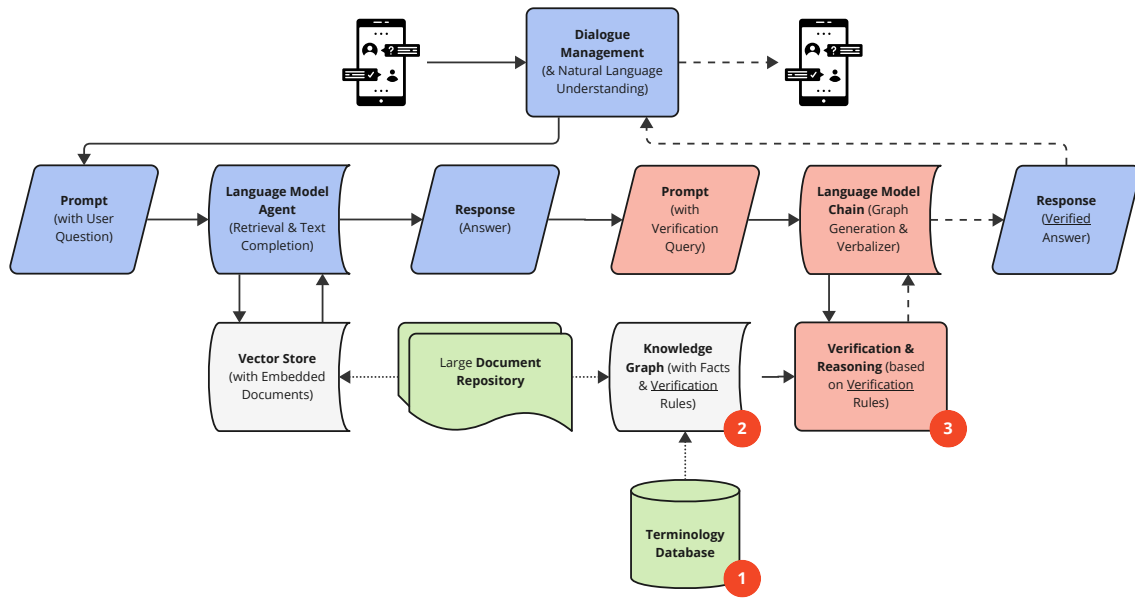 Dialogue
Management
(& Natural Language
Understanding)
Prompt
(with User
Question)
Language Model
Agent
(Retrieval & Text
Completion)
Response
(Answer)
Prompt
(with
Verification
Query)
Language Model
Chain (Graph
Generation &
Verbalizer)
Response
(Verified
Answer)
Vector Store
(with Embedded
Documents)
Large Document
Repository
Knowledge
Graph (with Facts
& Verification
Rules)
2
Verification &
Reasoning (based
on Verification
Rules)
3
Terminology
Database
1